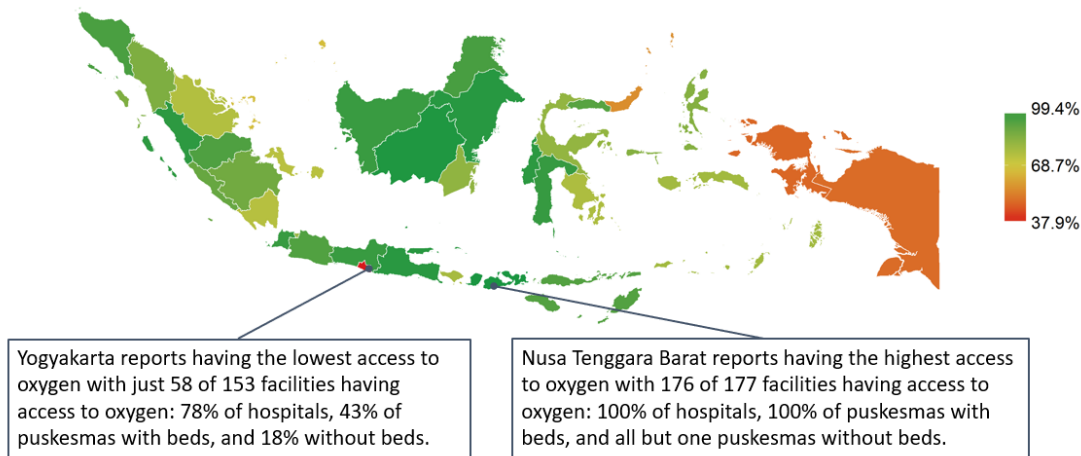 99.4%
68.7%
37.9%
Yogyakarta reports having the lowest access to
oxygen with just 58 of 153 facilities having
access to oxygen: 78% of hospitals, 43% of
puskesmas with beds, and 18% without beds.
Nusa Tenggara Barat reports having the highest access
to oxygen with 176 of 177 facilities having access to
oxygen: 100% of hospitals, 100% of puskesmas with
beds, and all but one puskesmas without beds.